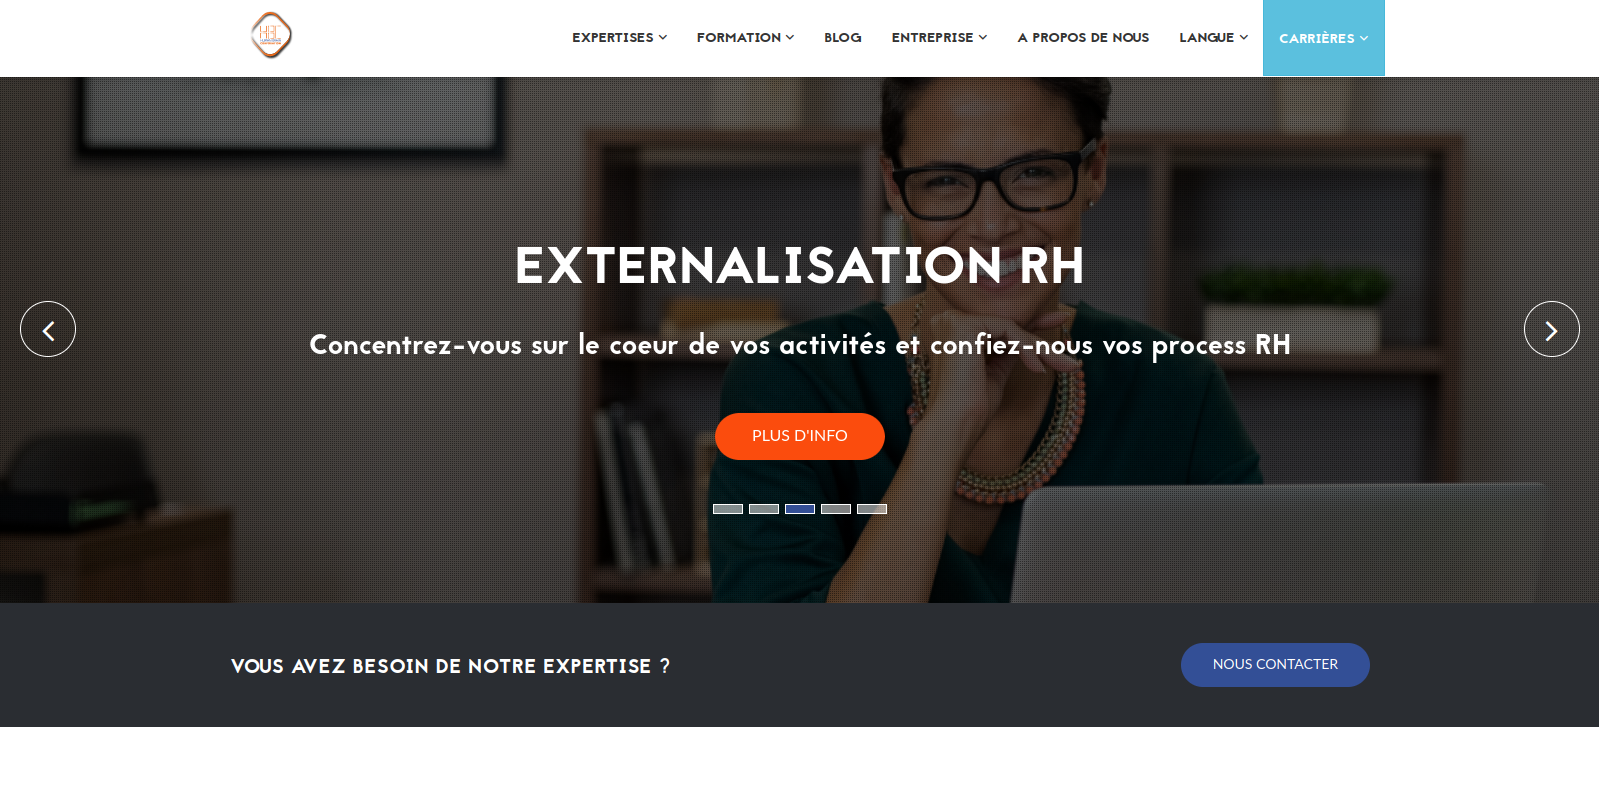 EXPERTISES
FORMATION
BLOG
ENTREPRISE
A PROPOS DE NOUS
LANGUE
CARRIÈRES
EXTERNALISATION RH
Concentrez-vous sur le coeur de vos activités et confiez-nous vos process RH
PLUS D'INFO
VOUS AVEZ BESOIN DE NOTRE EXPERTISE ?
NOUS CONTACTER